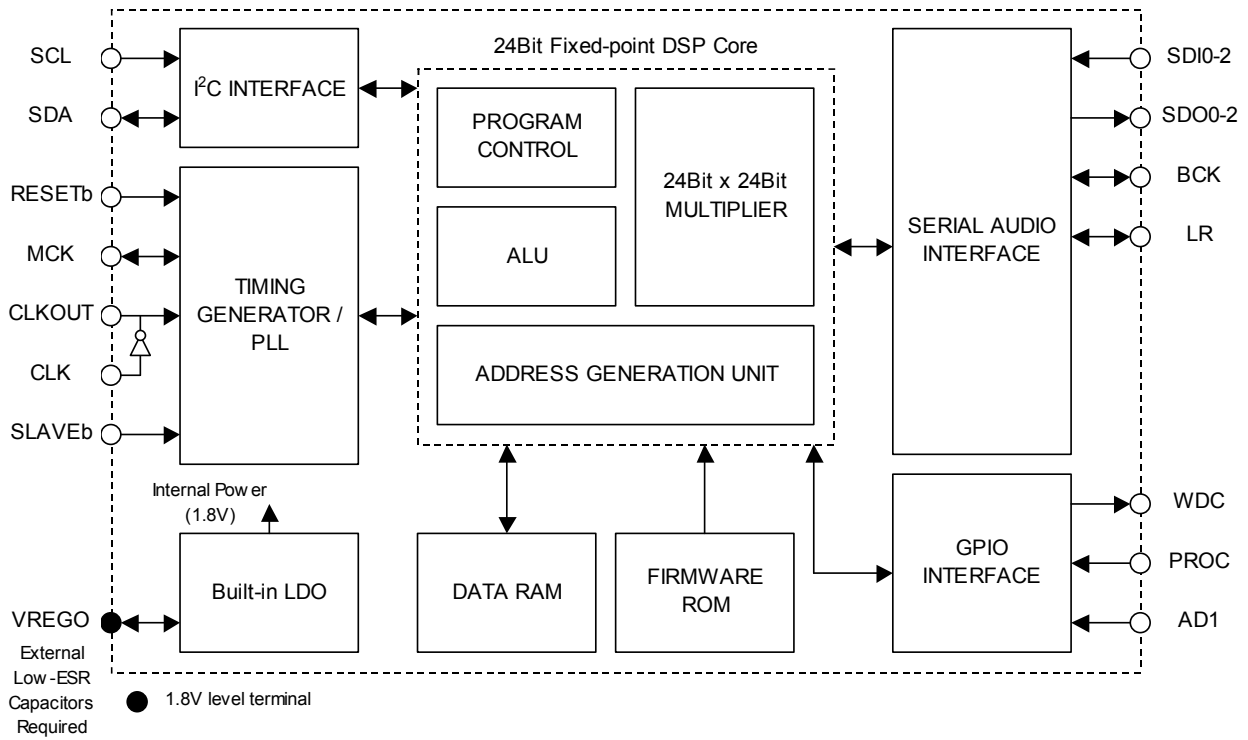 SCL
SDA
RESETb
MCK
CLKOUT
CLK
SLAVEb
VREGO
External
Low-ESR
Capacitors
Required
I²C INTERFACE
TIMING
GENERATOR /
PLL
Internal Power
(1.8V)
Built-in LDO
1.8V level terminal
24Bit Fixed-point DSP Core
PROGRAM
CONTROL
ALU
24Bit x 24Bit
MULTIPLIER
ADDRESS GENERATION UNIT
DATA RAM
FIRMWARE
ROM
SERIAL AUDIO
INTERFACE
GPIO
INTERFACE
SDI0-2
SDO0-2
BCK
LR
WDC
PROC
AD1